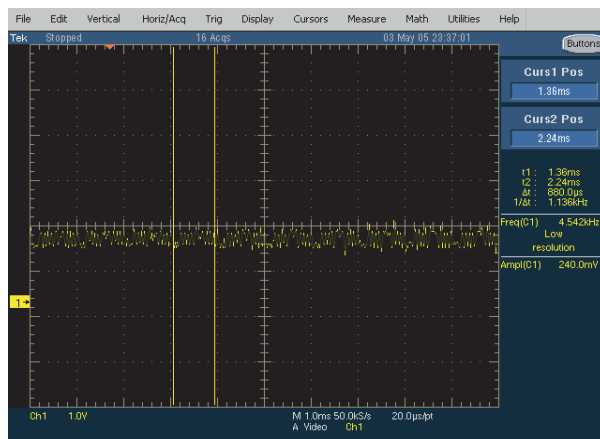 File Edit Vertical Horiz/Acq Trig Display Cursors Measure Math Utilities Help
Tek Stopped 16 Acqs 03 May 05 23:37:01
Buttons
Curs1 Pos
1.36ms
Curs2 Pos
2.24ms
t1 : 1.36ms
t2 : 2.24ms
Δt : 880.0µs
1/Δt : 1.136kHz
Freq(C1) 4.542kHz
Low
resolution
Ampl(C1) 240.0mV
1
Ch1 1.0V M 1.0ms 50.0kS/s 20.0µs/pt
A Video Ch1